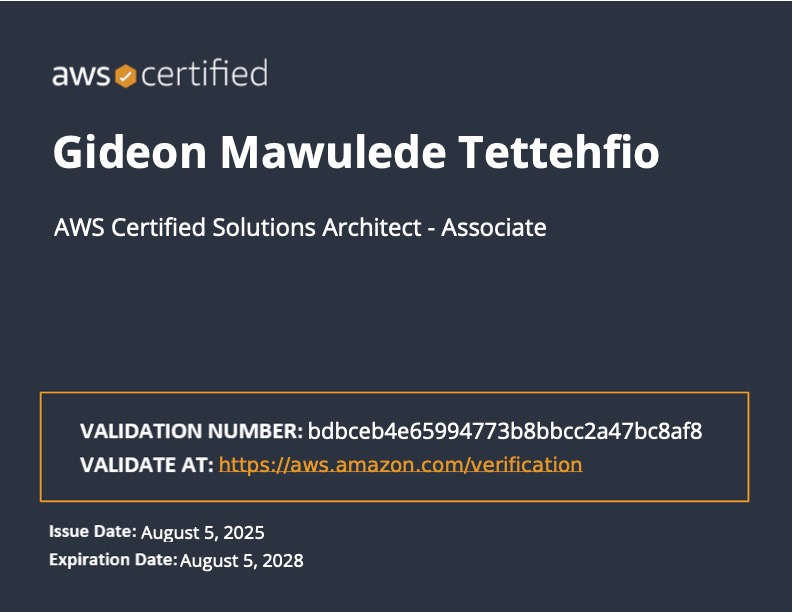 aws certified
Gideon Mawulede Tettehfio
AWS Certified Solutions Architect - Associate
VALIDATION NUMBER: bdbceb4e65994773b8bbcc2a47bc8af8
VALIDATE AT: https://aws.amazon.com/verification
Issue Date: August 5, 2025
Expiration Date: August 5, 2028